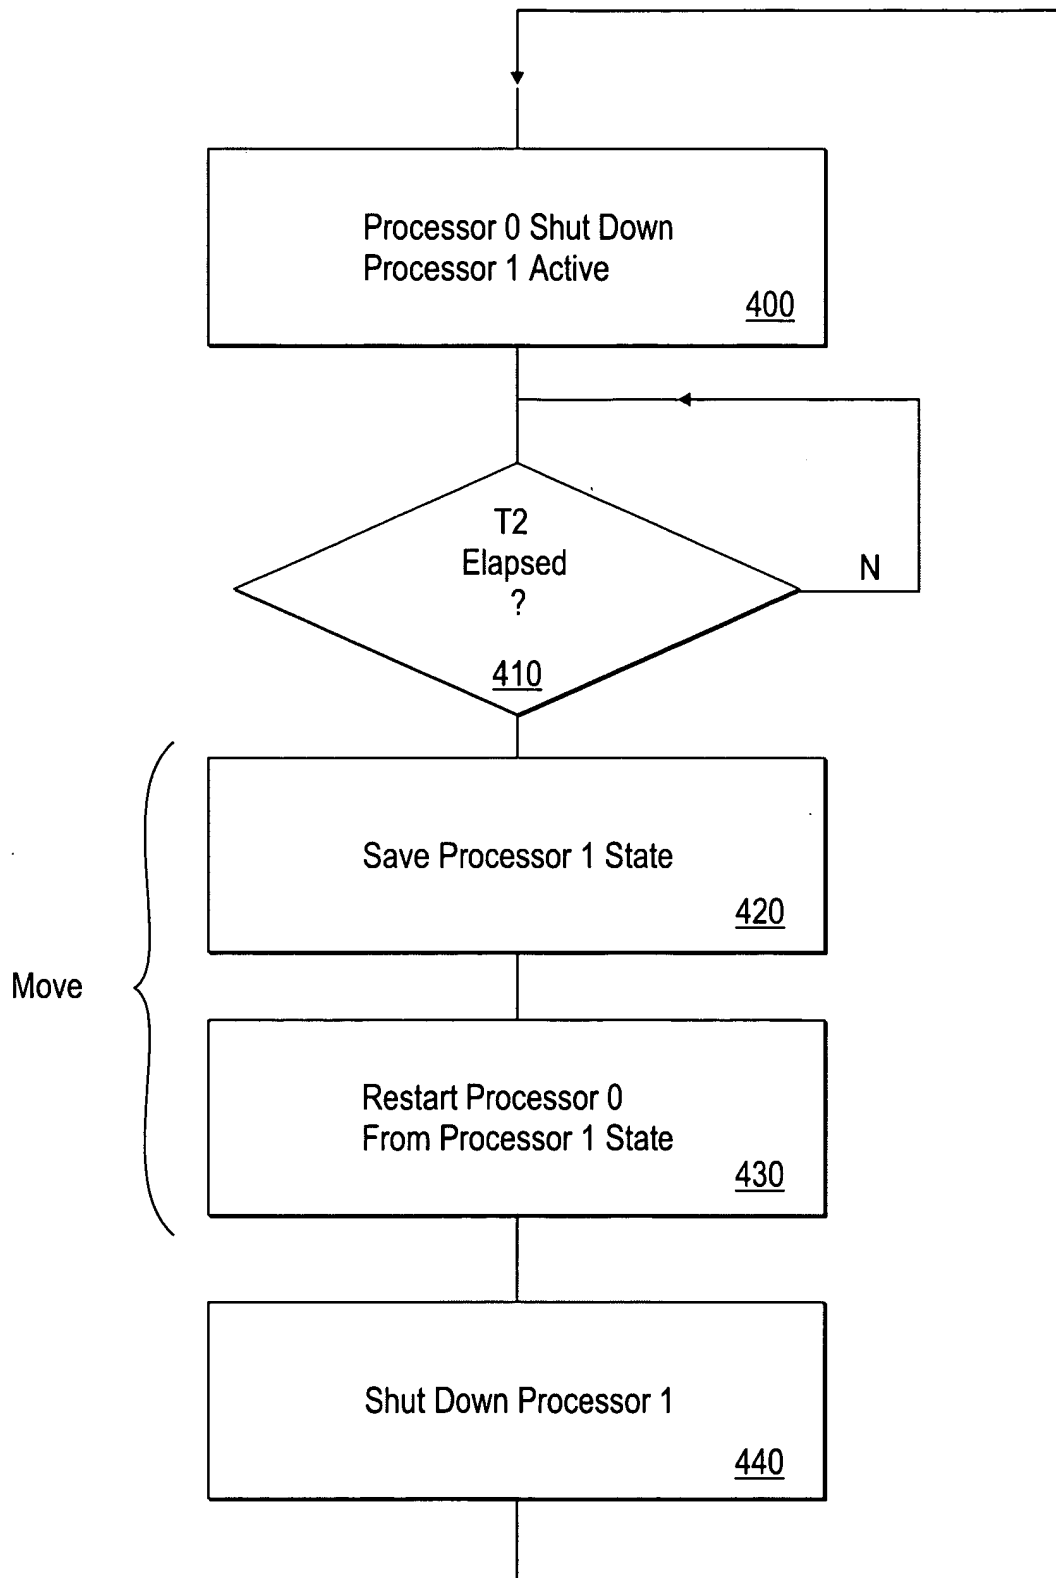 Processor 0 Shut Down
Processor 1 Active
400
T2
Elapsed
?
N
410
Save Processor 1 State
420
Move
Restart Processor 0
From Processor 1 State
430
Shut Down Processor 1
440